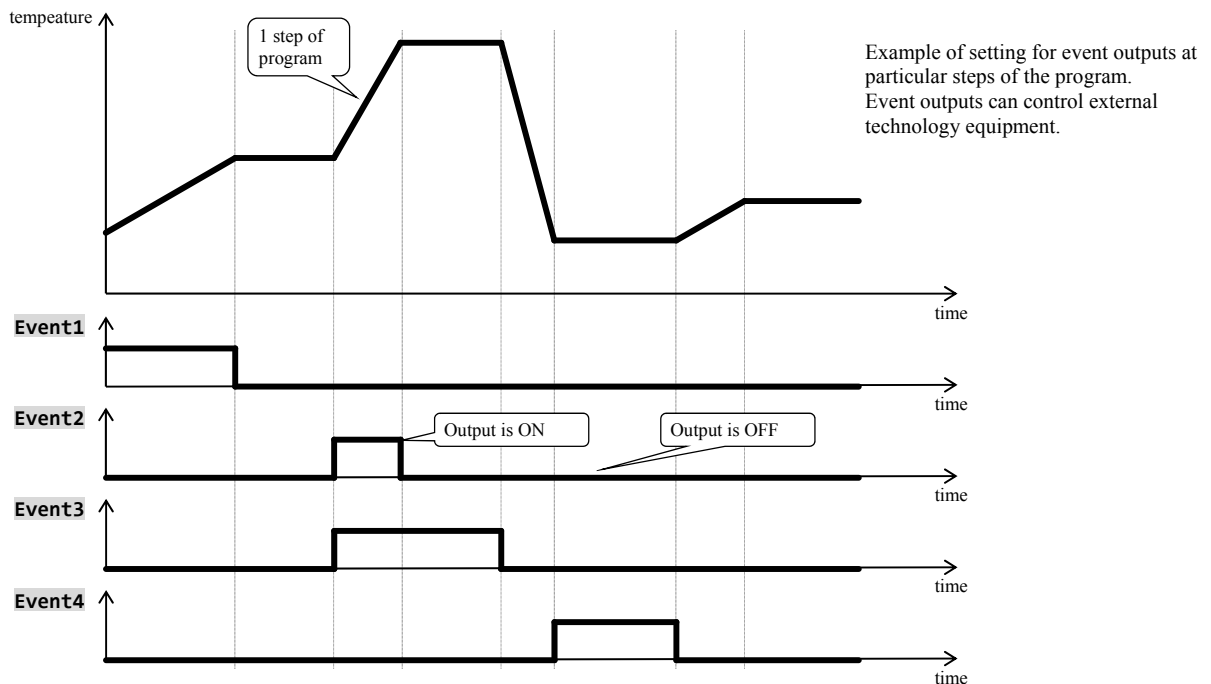 tempeature
1 step of
program
Example of setting for event outputs at
particular steps of the program.
Event outputs can control external
technology equipment.
time
Event1
time
Event2
Output is ON
Output is OFF
time
Event3
time
Event4
time